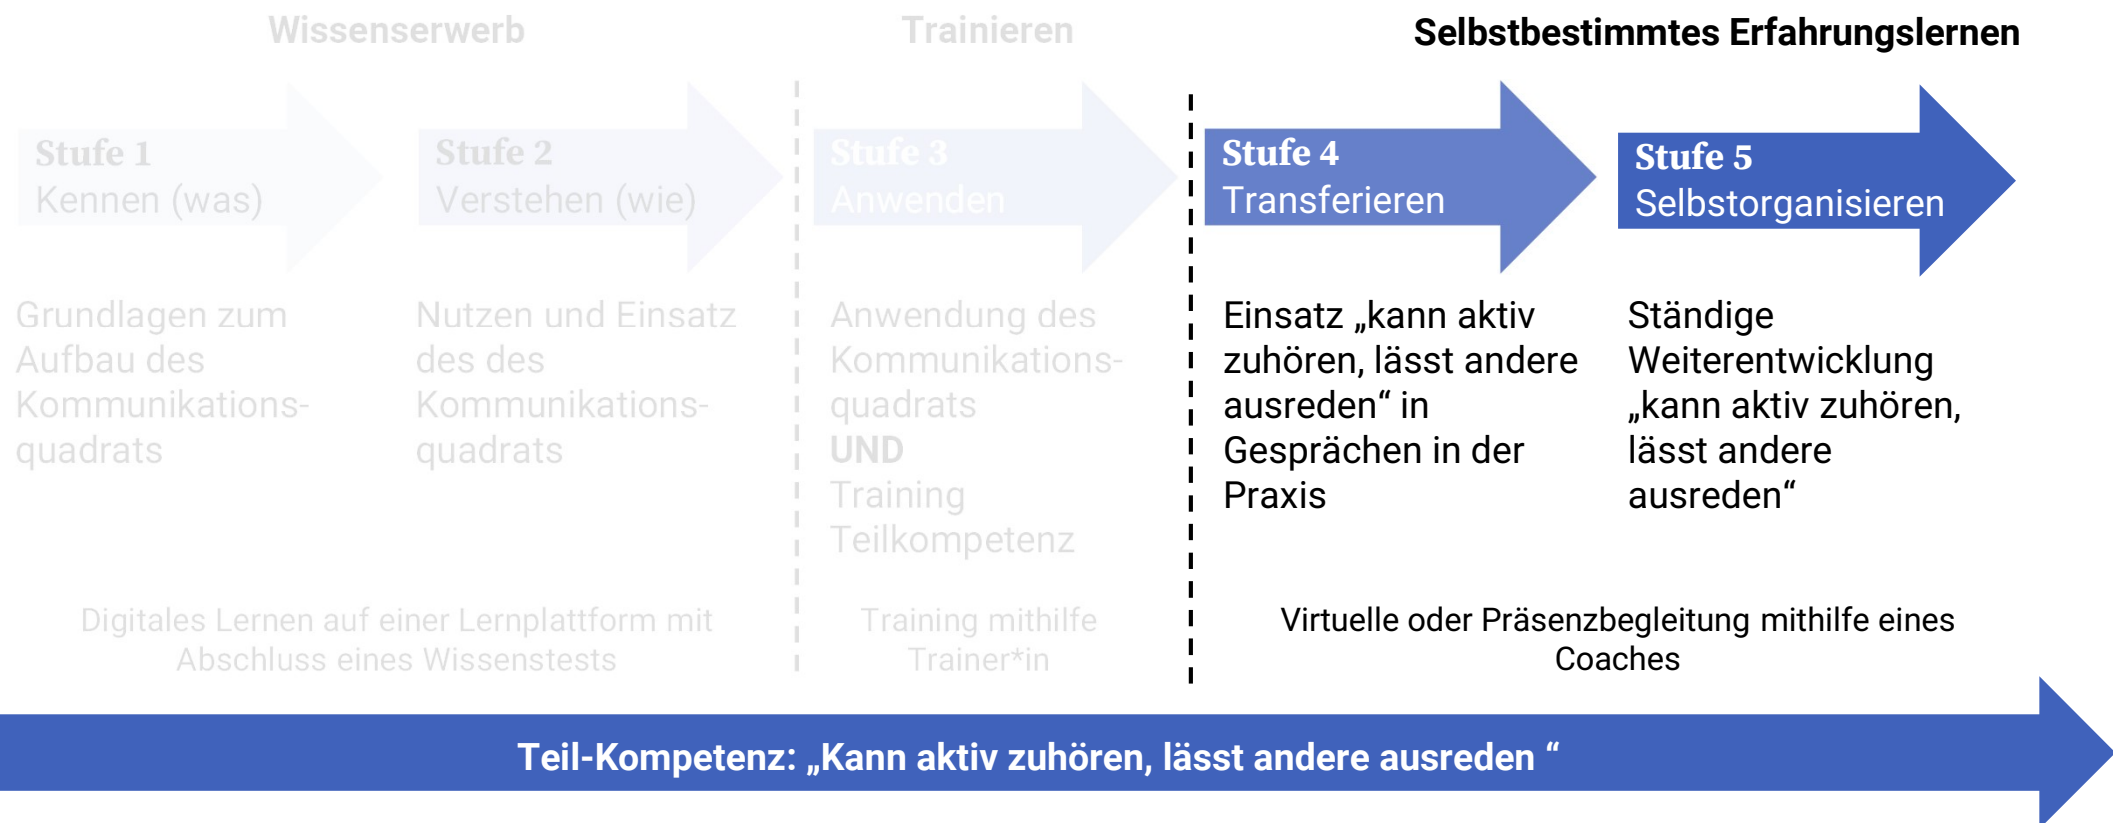 Wissenserwerb
Trainieren
Selbstbestimmtes Erfahrungslernen
Stufe 1
Kennen (was)
Stufe 2
Verstehen (wie)
Stufe 3
Anwenden
Stufe 4
Transferieren
Stufe 5
Selbstorganisieren
Grundlagen zum
Aufbau des
Kommunikations-
quadrats
Nutzen und Einsatz
des des
Kommunikations-
quadrats
Anwendung des
Kommunikations-
quadrats
UND
Training
Teilkompetenz
Einsatz „kann aktiv
zuhören, lässt andere
ausreden“ in
Gesprächen in der
Praxis
Ständige
Weiterentwicklung
„kann aktiv zuhören,
lässt andere
ausreden“
Digitales Lernen auf einer Lernplattform mit
Abschluss eines Wissenstests
Training mithilfe
Trainer*in
Virtuelle oder Präsenzbegleitung mithilfe eines
Coaches
Teil-Kompetenz: „Kann aktiv zuhören, lässt andere ausreden “